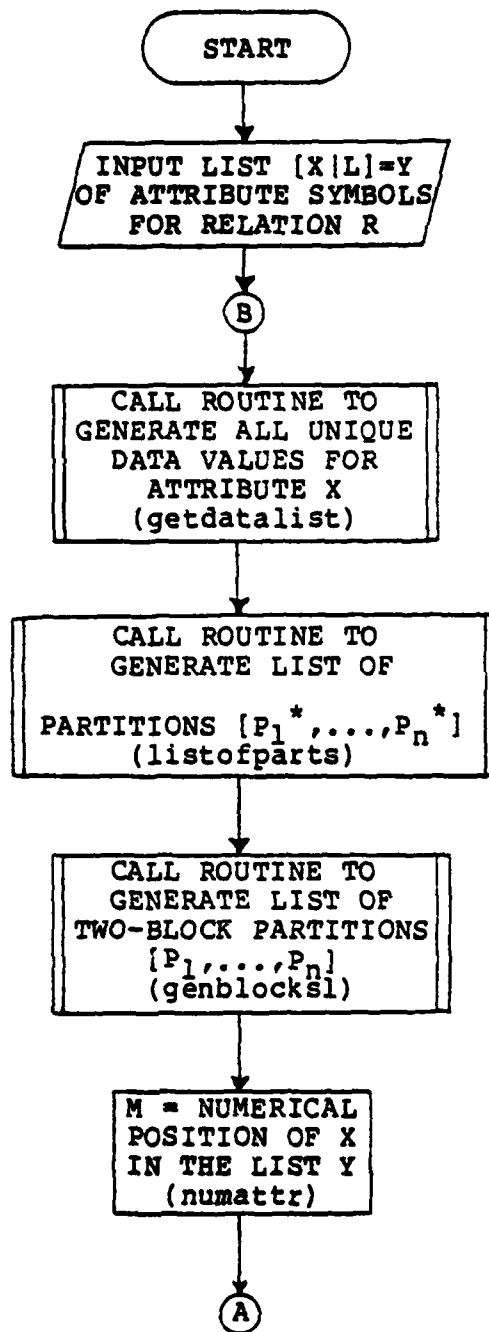 START
INPUT LIST [X|L]=Y
OF ATTRIBUTE SYMBOLS
FOR RELATION R
B
CALL ROUTINE TO
GENERATE ALL UNIQUE
DATA VALUES FOR
ATTRIBUTE X
(getdatalist)
CALL ROUTINE TO
GENERATE LIST OF
PARTITIONS [P1*,...,Pn*]
(listofparts)
CALL ROUTINE TO
GENERATE LIST OF
TWO-BLOCK PARTITIONS
[P1,...,Pn]
(genblocksl)
M = NUMERICAL
POSITION OF X
IN THE LIST Y
(numattr)
A